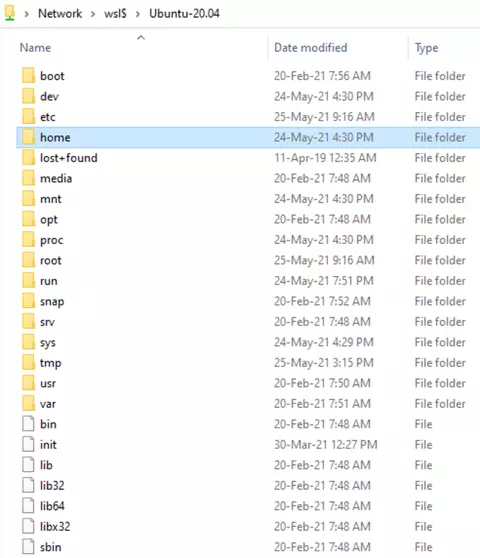 Network > wsl$ > Ubuntu-20.04
Name Date modified Type
boot 20-Feb-21 7:56 AM File folder
dev 24-May-21 4:30 PM File folder
etc 25-May-21 9:16 AM File folder
home 24-May-21 4:30 PM File folder
lost+found 11-Apr-19 12:35 AM File folder
media 20-Feb-21 7:48 AM File folder
mnt 24-May-21 4:30 PM File folder
opt 20-Feb-21 7:48 AM File folder
proc 24-May-21 4:30 PM File folder
root 25-May-21 9:16 AM File folder
run 24-May-21 7:51 PM File folder
snap 20-Feb-21 7:52 AM File folder
srv 20-Feb-21 7:48 AM File folder
sys 24-May-21 4:29 PM File folder
tmp 25-May-21 3:15 PM File folder
usr 20-Feb-21 7:50 AM File folder
var 20-Feb-21 7:51 AM File folder
bin 20-Feb-21 7:48 AM File
init 30-Mar-21 12:27 PM File
lib 20-Feb-21 7:48 AM File
lib32 20-Feb-21 7:48 AM File
lib64 20-Feb-21 7:48 AM File
libx32 20-Feb-21 7:48 AM File
sbin 20-Feb-21 7:48 AM File